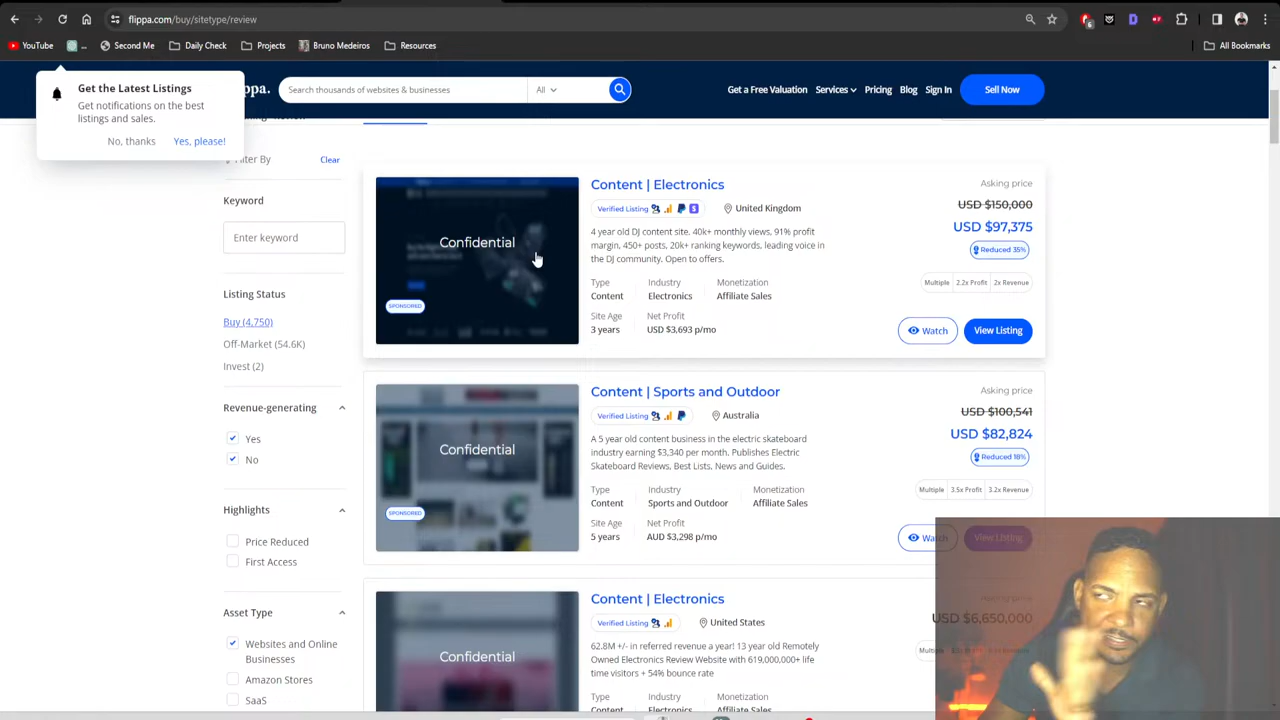 flippa.com/buy/sitetype/review
YouTube
Second Me
Daily Check
Projects
Bruno Medeiros
Resources
All Bookmarks
Get the Latest Listings
Get notifications on the best
listings and sales.
No, thanks
Yes, please!
ppa.
Search thousands of websites & businesses
All
Get a Free Valuation
Services
Pricing
Blog
Sign In
Sell Now
Filter By
Clear
Keyword
Enter keyword
Listing Status
Buy (4,750)
Off-Market (54.6K)
Invest (2)
Revenue-generating
Yes
No
Highlights
Price Reduced
First Access
Asset Type
Websites and Online
Businesses
Amazon Stores
SaaS
Confidential
SPONSORED
Content | Electronics
Verified Listing
United Kingdom
4 year old DJ content site. 40k+ monthly views, 91% profit
margin, 450+ posts, 20k+ ranking keywords, leading voice in
the DJ community. Open to offers.
Type
Industry
Monetization
Content
Electronics
Affiliate Sales
Site Age
Net Profit
3 years
USD $3,693 p/mo
Asking price
USD $150,000
USD $97,375
Reduced 35%
Multiple
2.2x Profit
2x Revenue
Watch
View Listing
Confidential
SPONSORED
Content | Sports and Outdoor
Verified Listing
Australia
A 5 year old content business in the electric skateboard
industry earning $3,340 per month. Publishes Electric
Skateboard Reviews, Best Lists, News and Guides.
Type
Industry
Monetization
Content
Sports and Outdoor
Affiliate Sales
Site Age
Net Profit
5 years
AUD $3,298 p/mo
Asking price
USD $100,541
USD $82,824
Reduced 18%
Multiple
3.5x Profit
3.2x Revenue
Watch
View Listing
Confidential
Content | Electronics
Verified Listing
United States
62.8M +/- in referred revenue a year! 13 year old Remotely
Owned Electronics Review Website with 619,000,000+ life
time visitors + 54% bounce rate
Type
Industry
Monetization
Content
Electronics
Affiliate Sales
Asking price
USD $6,650,000